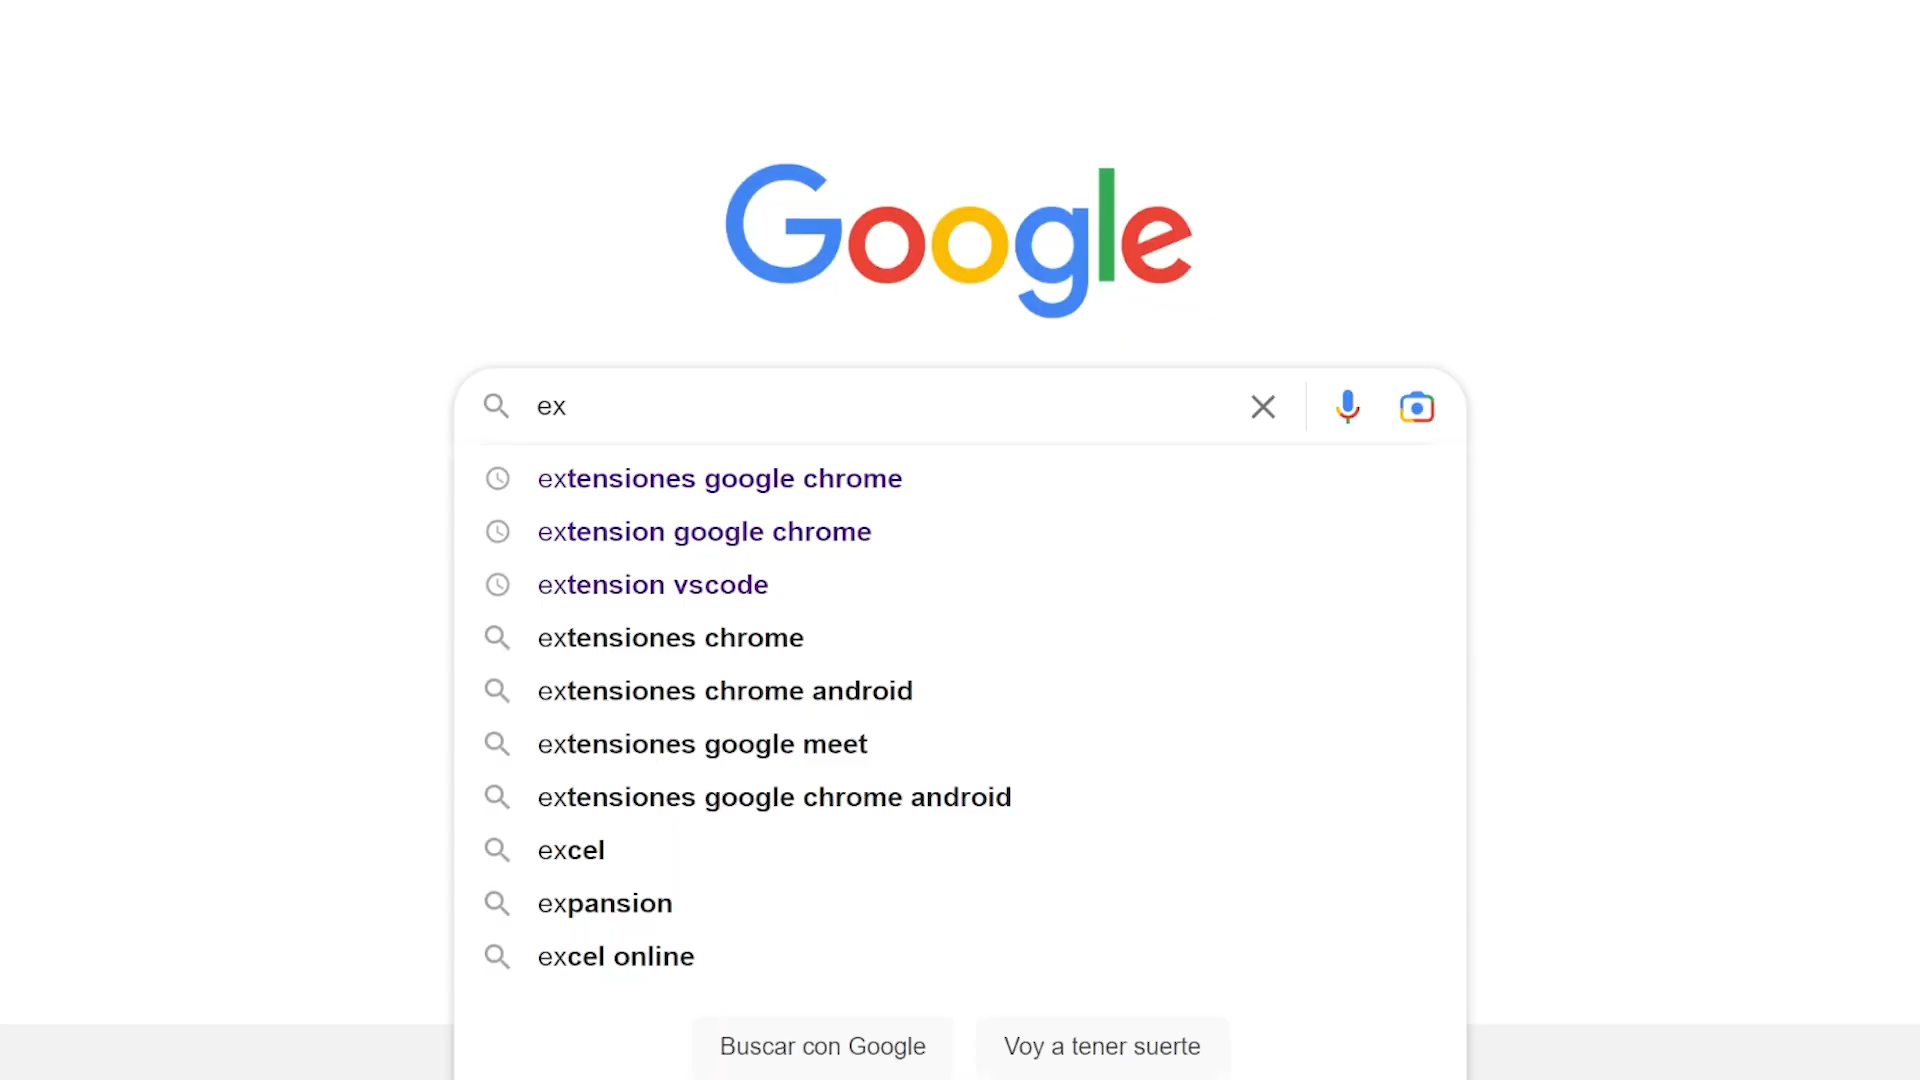 Google
ex
extensiones google chrome
extension google chrome
extension vscode
extensiones chrome
extensiones chrome android
extensiones google meet
extensiones google chrome android
excel
expansion
excel online
Buscar con Google
Voy a tener suerte